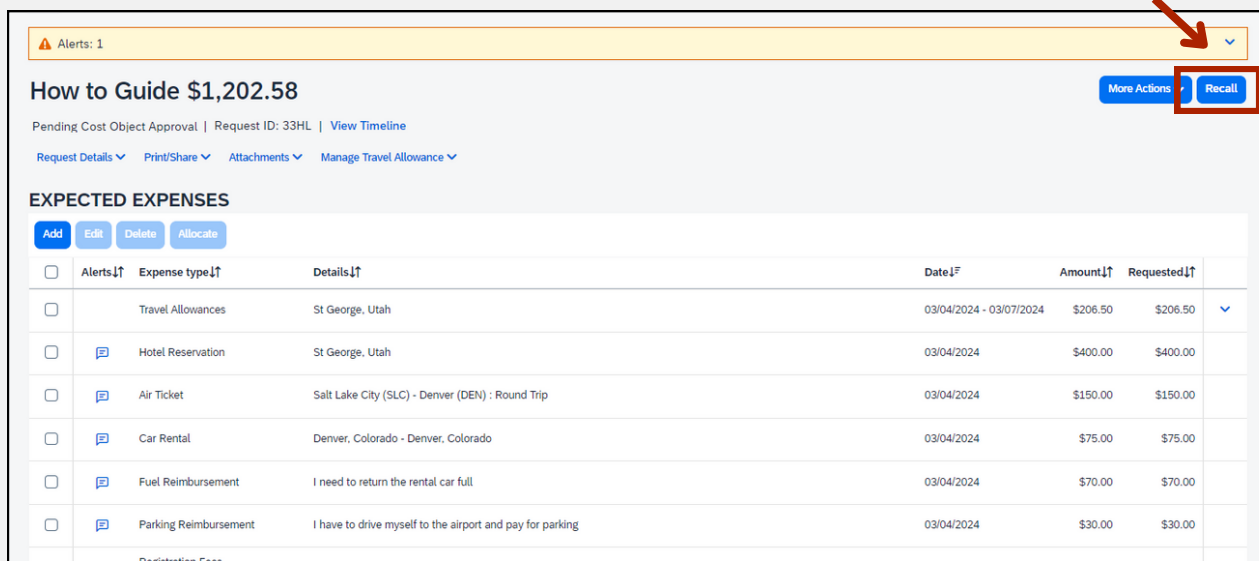 Alerts: 1
How to Guide $1,202.58
More Actions Recall
Pending Cost Object Approval | Request ID: 33HL | View Timeline
Request Details Print/Share Attachments Manage Travel Allowance
EXPECTED EXPENSES
Add Edit Delete Allocate
Alerts Expense type Details Date Amount Requested
Travel Allowances St George, Utah 03/04/2024 - 03/07/2024 $206.50 $206.50
Hotel Reservation St George, Utah 03/04/2024 $400.00 $400.00
Air Ticket Salt Lake City (SLC) - Denver (DEN) : Round Trip 03/04/2024 $150.00 $150.00
Car Rental Denver, Colorado - Denver, Colorado 03/04/2024 $75.00 $75.00
Fuel Reimbursement I need to return the rental car full 03/04/2024 $70.00 $70.00
Parking Reimbursement I have to drive myself to the airport and pay for parking 03/04/2024 $30.00 $30.00
Registration Fees